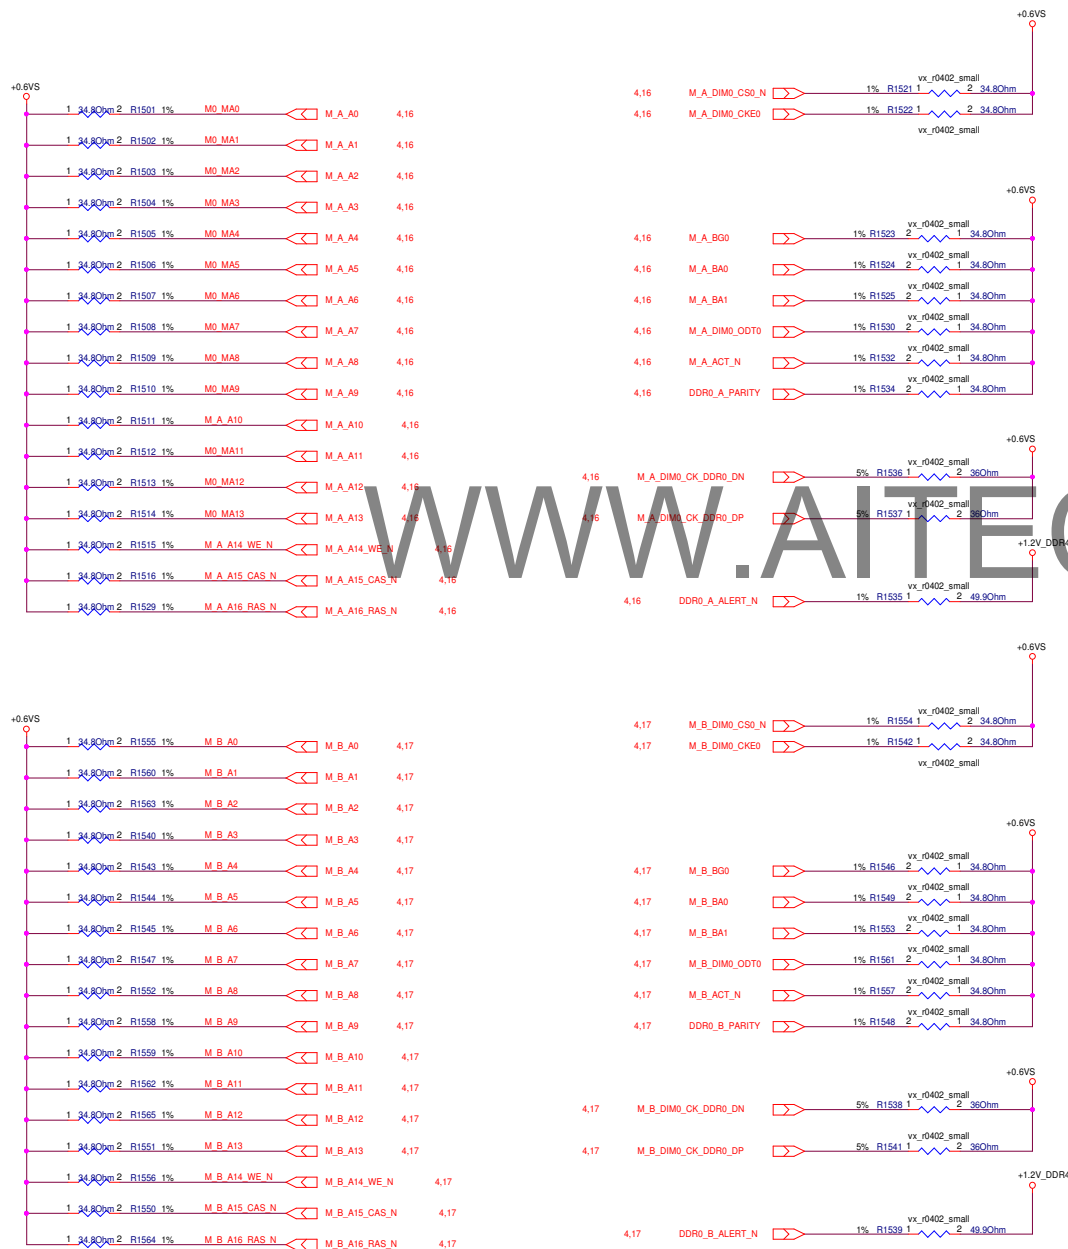 +0.6VS
1 34.8Ohm 2 R1501 1% M0_MA0 M_A_A0 4,16
1 34.8Ohm 2 R1502 1% M0_MA1 M_A_A1 4,16
1 34.8Ohm 2 R1503 1% M0_MA2 M_A_A2 4,16
1 34.8Ohm 2 R1504 1% M0_MA3 M_A_A3 4,16
1 34.8Ohm 2 R1505 1% M0_MA4 M_A_A4 4,16
1 34.8Ohm 2 R1506 1% M0_MA5 M_A_A5 4,16
1 34.8Ohm 2 R1507 1% M0_MA6 M_A_A6 4,16
1 34.8Ohm 2 R1508 1% M0_MA7 M_A_A7 4,16
1 34.8Ohm 2 R1509 1% M0_MA8 M_A_A8 4,16
1 34.8Ohm 2 R1510 1% M0_MA9 M_A_A9 4,16
1 34.8Ohm 2 R1511 1% M_A_A10 M_A_A10 4,16
1 34.8Ohm 2 R1512 1% M0_MA11 M_A_A11 4,16
1 34.8Ohm 2 R1513 1% M0_MA12 M_A_A12 4,16
1 34.8Ohm 2 R1514 1% M0_MA13 M_A_A13 4,16
1 34.8Ohm 2 R1515 1% M_A_A14_WE_N M_A_A14_WE_N 4,16
1 34.8Ohm 2 R1516 1% M_A_A15_CAS_N M_A_A15_CAS_N 4,16
1 34.8Ohm 2 R1529 1% M_A_A16_RAS_N M_A_A16_RAS_N 4,16
+0.6VS
vx_r0402_small
4,16 M_A_DIM0_CS0_N 1% R1521 1 2 34.8Ohm
4,16 M_A_DIM0_CKE0 1% R1522 1 2 34.8Ohm
vx_r0402_small
+0.6VS
vx_r0402_small
4,16 M_A_BG0 1% R1523 2 1 34.8Ohm
vx_r0402_small
4,16 M_A_BA0 1% R1524 2 1 34.8Ohm
vx_r0402_small
4,16 M_A_BA1 1% R1525 2 1 34.8Ohm
vx_r0402_small
4,16 M_A_DIM0_ODT0 1% R1530 2 1 34.8Ohm
vx_r0402_small
4,16 M_A_ACT_N 1% R1532 2 1 34.8Ohm
vx_r0402_small
4,16 DDR0_A_PARITY 1% R1534 2 1 34.8Ohm
+0.6VS
vx_r0402_small
4,16 M_A_DIM0_CK_DDR0_DN 5% R1536 1 2 36Ohm
vx_r0402_small
4,16 M_A_DIM0_CK_DDR0_DP 5% R1537 1 2 36Ohm
WWW.AITEC
+1.2V_DDR4
vx_r0402_small
4,16 DDR0_A_ALERT_N 1% R1535 1 2 49.9Ohm
+0.6VS
1 34.8Ohm 2 R1555 1% M_B_A0 M_B_A0 4,17
1 34.8Ohm 2 R1560 1% M_B_A1 M_B_A1 4,17
1 34.8Ohm 2 R1563 1% M_B_A2 M_B_A2 4,17
1 34.8Ohm 2 R1540 1% M_B_A3 M_B_A3 4,17
1 34.8Ohm 2 R1543 1% M_B_A4 M_B_A4 4,17
1 34.8Ohm 2 R1544 1% M_B_A5 M_B_A5 4,17
1 34.8Ohm 2 R1545 1% M_B_A6 M_B_A6 4,17
1 34.8Ohm 2 R1547 1% M_B_A7 M_B_A7 4,17
1 34.8Ohm 2 R1552 1% M_B_A8 M_B_A8 4,17
1 34.8Ohm 2 R1558 1% M_B_A9 M_B_A9 4,17
1 34.8Ohm 2 R1559 1% M_B_A10 M_B_A10 4,17
1 34.8Ohm 2 R1562 1% M_B_A11 M_B_A11 4,17
1 34.8Ohm 2 R1565 1% M_B_A12 M_B_A12 4,17
1 34.8Ohm 2 R1551 1% M_B_A13 M_B_A13 4,17
1 34.8Ohm 2 R1556 1% M_B_A14_WE_N M_B_A14_WE_N 4,17
1 34.8Ohm 2 R1550 1% M_B_A15_CAS_N M_B_A15_CAS_N 4,17
1 34.8Ohm 2 R1564 1% M_B_A16_RAS_N M_B_A16_RAS_N 4,17
+0.6VS
vx_r0402_small
4,17 M_B_DIM0_CS0_N 1% R1554 1 2 34.8Ohm
4,17 M_B_DIM0_CKE0 1% R1542 1 2 34.8Ohm
vx_r0402_small
+0.6VS
vx_r0402_small
4,17 M_B_BG0 1% R1546 2 1 34.8Ohm
vx_r0402_small
4,17 M_B_BA0 1% R1549 2 1 34.8Ohm
vx_r0402_small
4,17 M_B_BA1 1% R1553 2 1 34.8Ohm
vx_r0402_small
4,17 M_B_DIM0_ODT0 1% R1561 2 1 34.8Ohm
vx_r0402_small
4,17 M_B_ACT_N 1% R1557 2 1 34.8Ohm
vx_r0402_small
4,17 DDR0_B_PARITY 1% R1548 2 1 34.8Ohm
+0.6VS
vx_r0402_small
4,17 M_B_DIM0_CK_DDR0_DN 5% R1538 1 2 36Ohm
vx_r0402_small
4,17 M_B_DIM0_CK_DDR0_DP 5% R1541 1 2 36Ohm
+1.2V_DDR4
vx_r0402_small
4,17 DDR0_B_ALERT_N 1% R1539 1 2 49.9Ohm